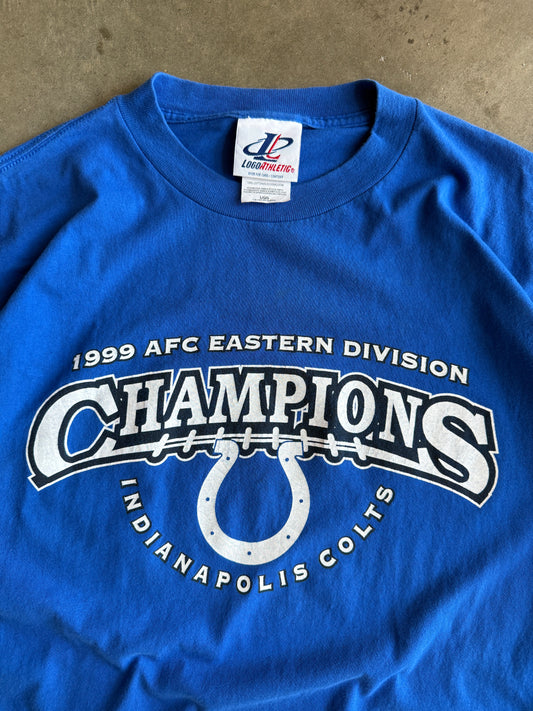 LOGOATHLETIC®
1999 AFC EASTERN DIVISION
CHAMPIONS
INDIANAPOLIS COLTS